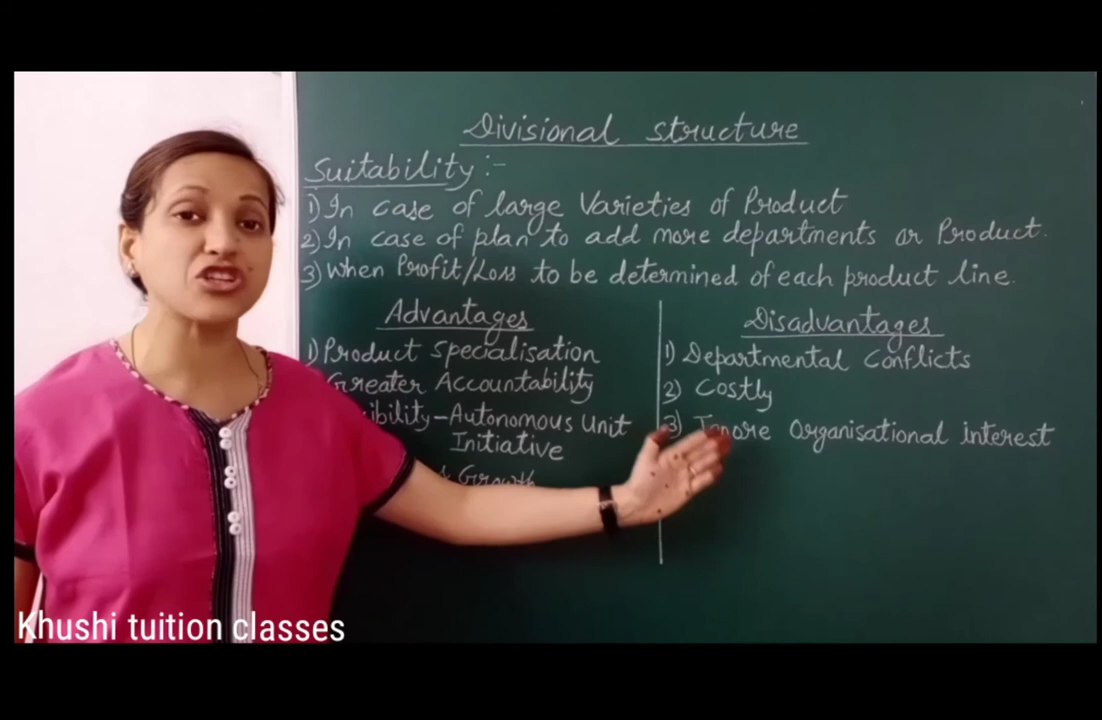 Divisional structure
Suitability :-
1) In case of large Varieties of Product
2) In case of plan to add more departments or Product.
3) When Profit/Loss to be determined of each product line.
Advantages
1) Product Specialisation
Greater Accountability
Autonomous Unit
Initiative
Growth
Disadvantages
1) Departmental Conflicts
2) Costly
3) Ignore Organisational interest
Khushi tuition classes